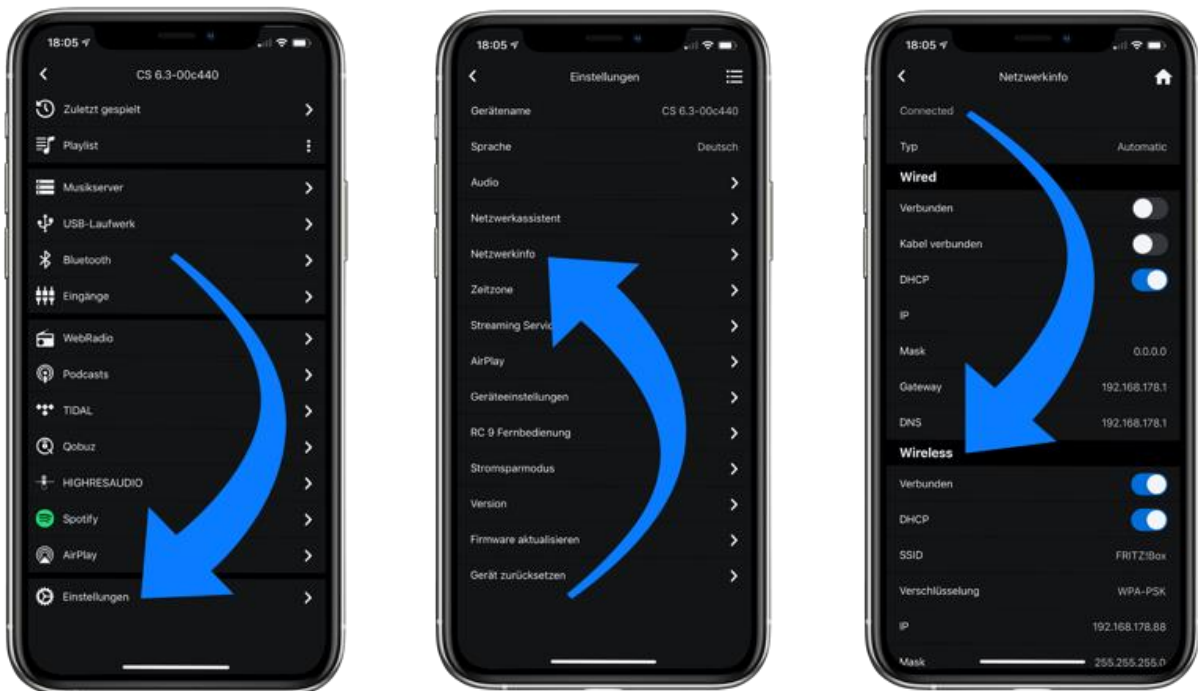 18:05
CS 6.3-00c440
Zuletzt gespielt
Playlist
Musikserver
USB-Laufwerk
Bluetooth
Eingänge
WebRadio
Podcasts
TIDAL
Qobuz
HIGHRESAUDIO
Spotify
AirPlay
Einstellungen
18:05
Einstellungen
Gerätename CS 6.3-00c440
Sprache Deutsch
Audio
Netzwerkassistent
Netzwerkinfo
Zeitzone
Streaming
AirPlay
Geräteeinstellungen
RC 9 Fernbedienung
Stromsparmodus
Version
Firmware aktualisieren
Gerät zurücksetzen
18:05
Netzwerkinfo
Connected
Typ Automatic
Wired
Verbunden
Kabel verbunden
DHCP
IP
Mask 0.0.0.0
Gateway 192.168.178.1
DNS 192.168.178.1
Wireless
Verbunden
DHCP
SSID FRITZ!Box
Verschlüsselung WPA-PSK
IP 192.168.178.88
Mask 255.255.255.0